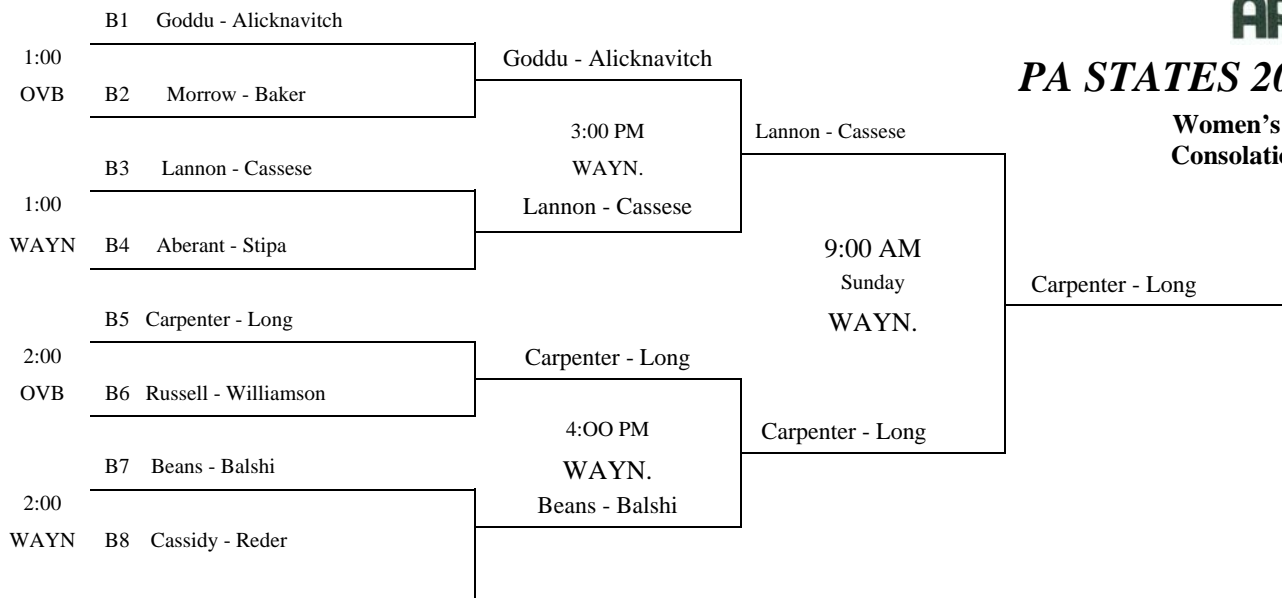 B1 Goddu - Alicknavitch
1:00
Goddu - Alicknavitch
PA STATES
OVB B2 Morrow - Baker
Women's
3:00 PM
Lannon - Cassese
B3 Lannon - Cassese
WAYN.
1:00
Lannon - Cassese
WAYN B4 Aberant - Stipa
9:00 AM
Sunday
Carpenter - Long
B5 Carpenter - Long
WAYN.
2:00
Carpenter - Long
OVB B6 Russell - Williamson
4:OO PM
Carpenter - Long
B7 Beans - Balshi
WAYN.
2:00
Beans - Balshi
WAYN B8 Cassidy - Reder